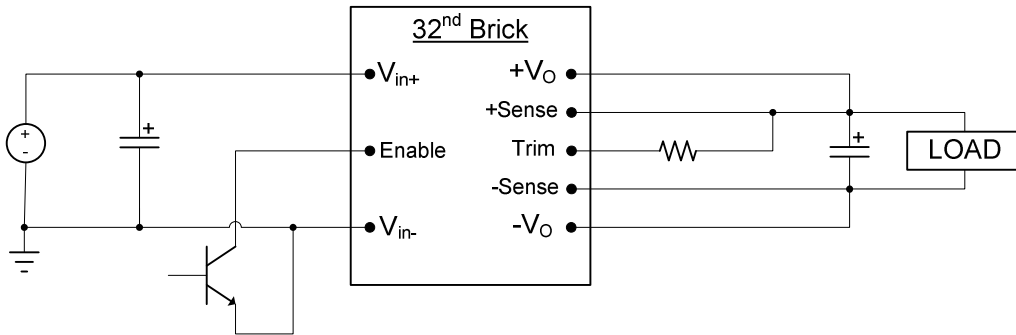 32nd Brick
Vin+
Enable
Vin-
+VO
+Sense
Trim
-Sense
-VO
+
-
+
+
LOAD